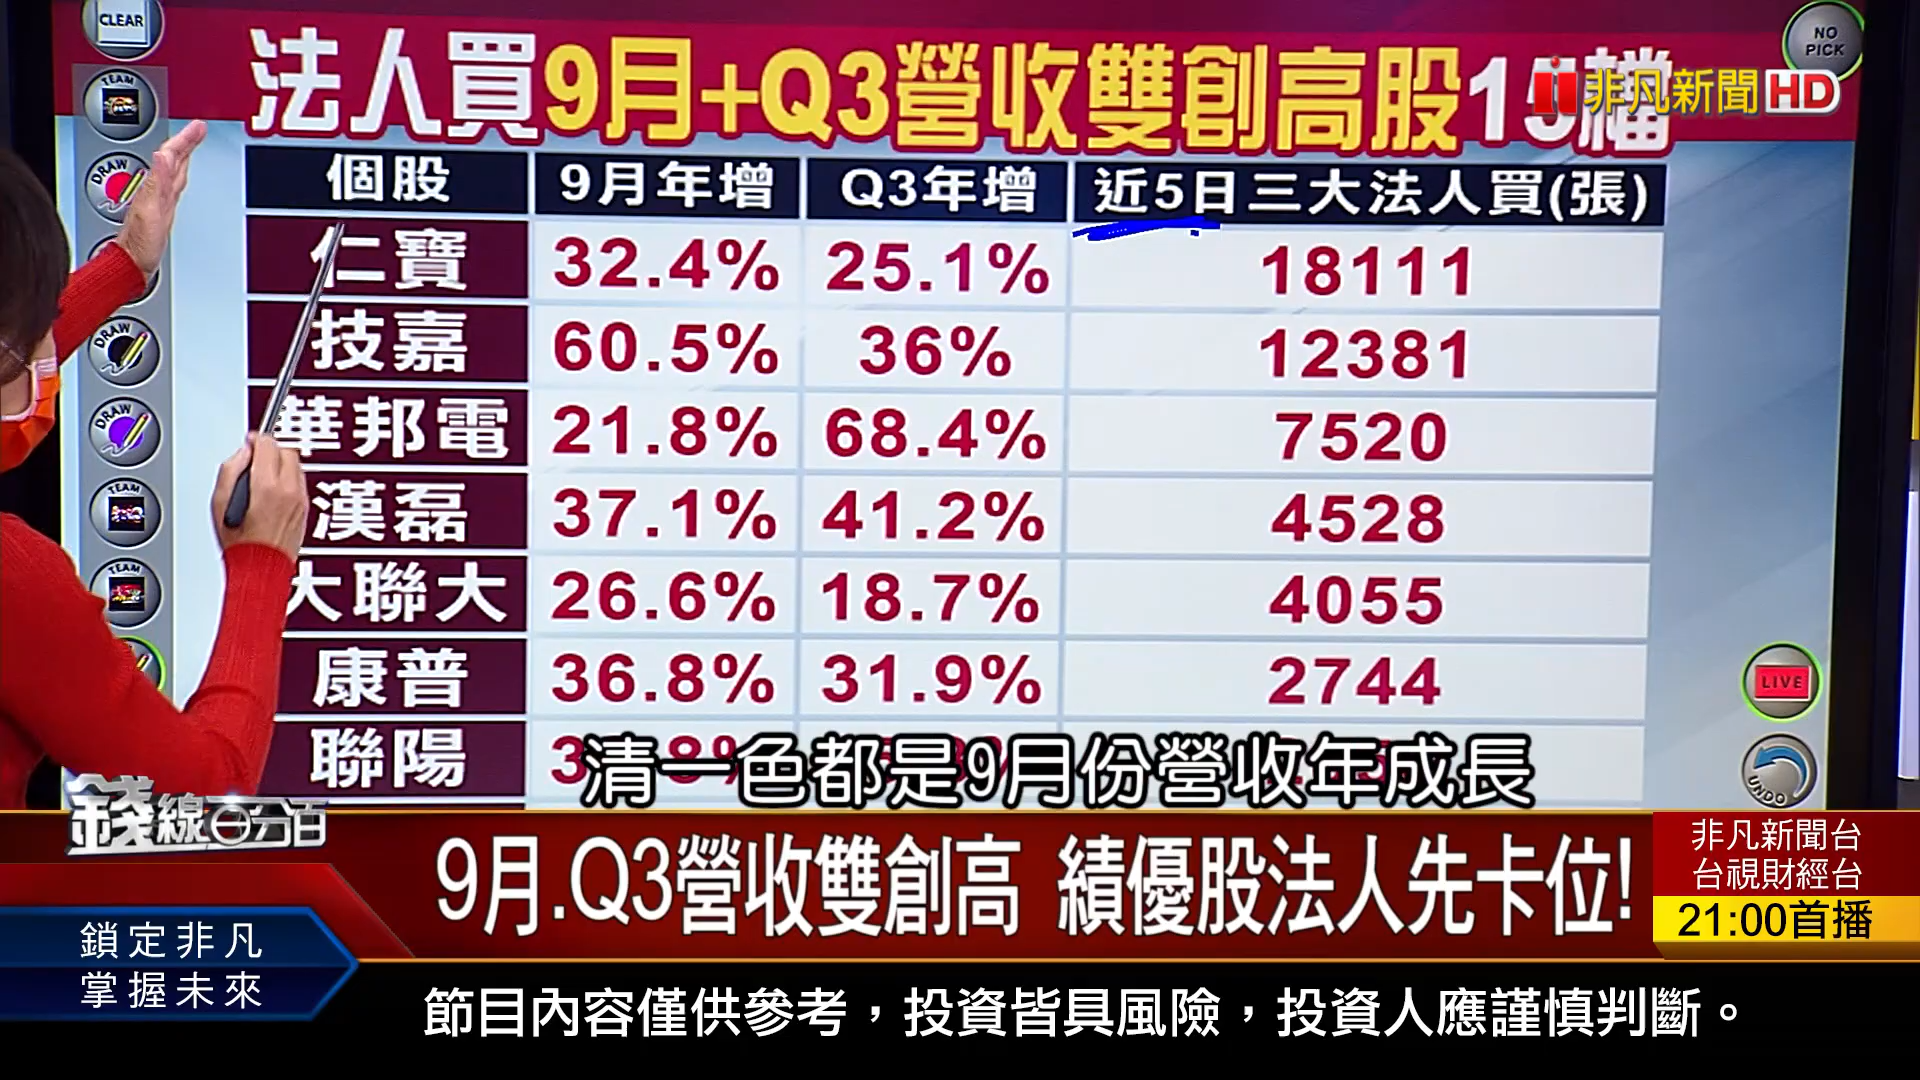 CLEAR
NO
PICK
法人買9月+Q3營收雙創高股15檔
非凡新聞HD
TEAM
DRAW
個股 9月年增 Q3年增 近5日三大法人買(張)
仁寶 32.4% 25.1% 18111
技嘉 60.5% 36% 12381
DRAW
華邦電 21.8% 68.4% 7520
DRAW
漢磊 37.1% 41.2% 4528
TEAM
大聯大 26.6% 18.7% 4055
TEAM
康普 36.8% 31.9% 2744
LIVE
聯陽
清一色都是9月份營收年成長
UNDO
錢線百分百
9月.Q3營收雙創高 績優股法人先卡位!
非凡新聞台
台視財經台
21:00首播
鎖定非凡
掌握未來
節目內容僅供參考，投資皆具風險，投資人應謹慎判斷。